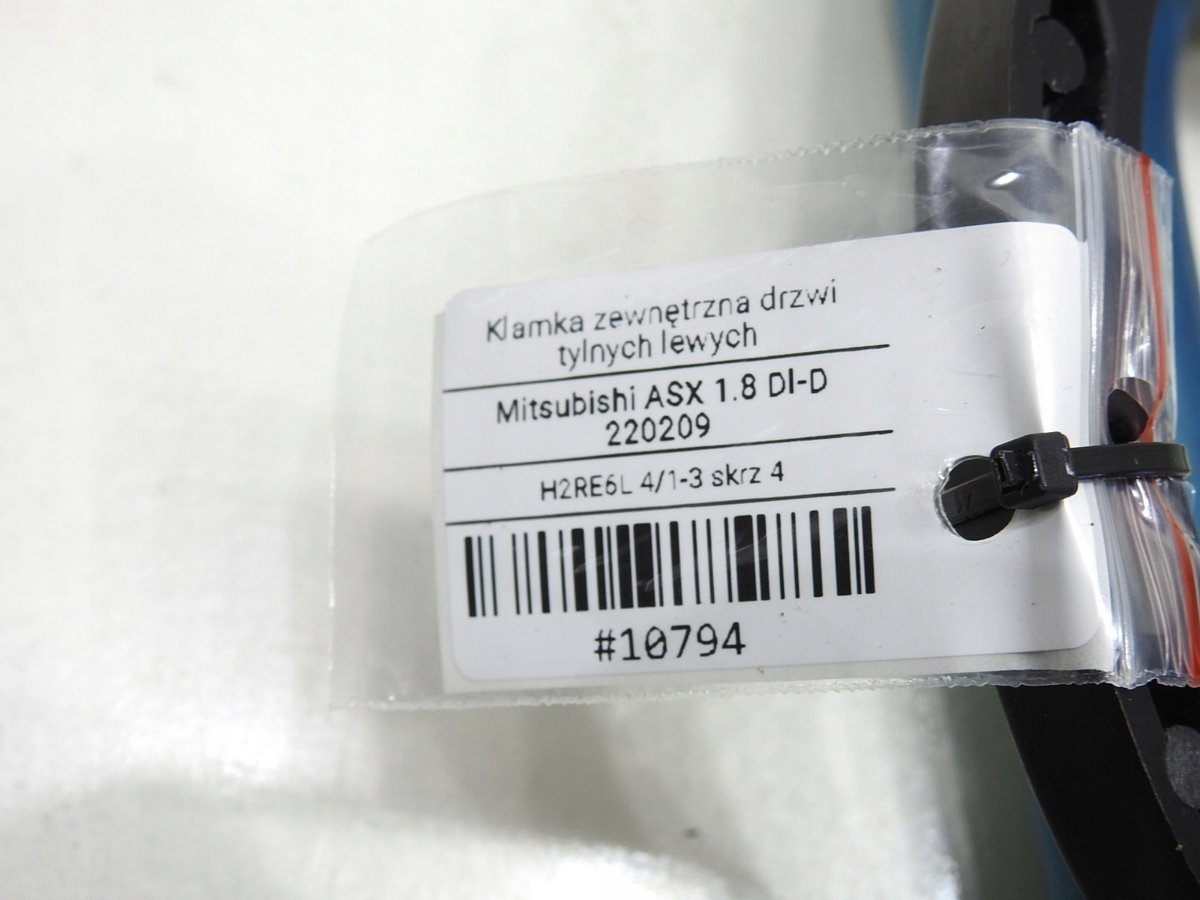 Klamka zewnętrzna drzwi
tylnych lewych
Mitsubishi ASX 1.8 DI-D
220209
H2RE6L 4/1-3 skrz 4
#10794